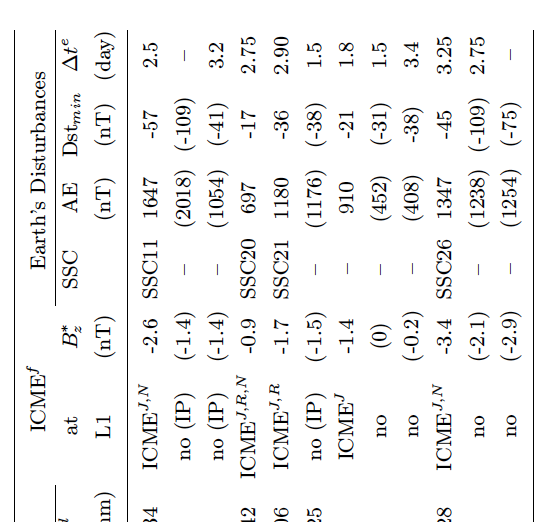 ICME^f Earth's Disturbances
at B_z^* SSC AE Dst_min Δt^e
L1 (nT) (nT) (nT) (day)
34 ICME^J,N -2.6 SSC11 1647 -57 2.5
no (IP) (-1.4) – (2018) (-109) –
no (IP) (-1.4) – (1054) (-41) 3.2
42 ICME^J,R,N -0.9 SSC20 697 -17 2.75
ICME^J,R -1.7 SSC21 1180 -36 2.90
25 no (IP) (-1.5) – (1176) (-38) 1.5
ICME^J -1.4 – 910 -21 1.8
no (0) – (452) (-31) 1.5
no (-0.2) – (408) -38) 3.4
28 ICME^J,N -3.4 SSC26 1347 -45 3.25
no (-2.1) – (1238) (-109) 2.75
no (-2.9) – (1254) (-75) –